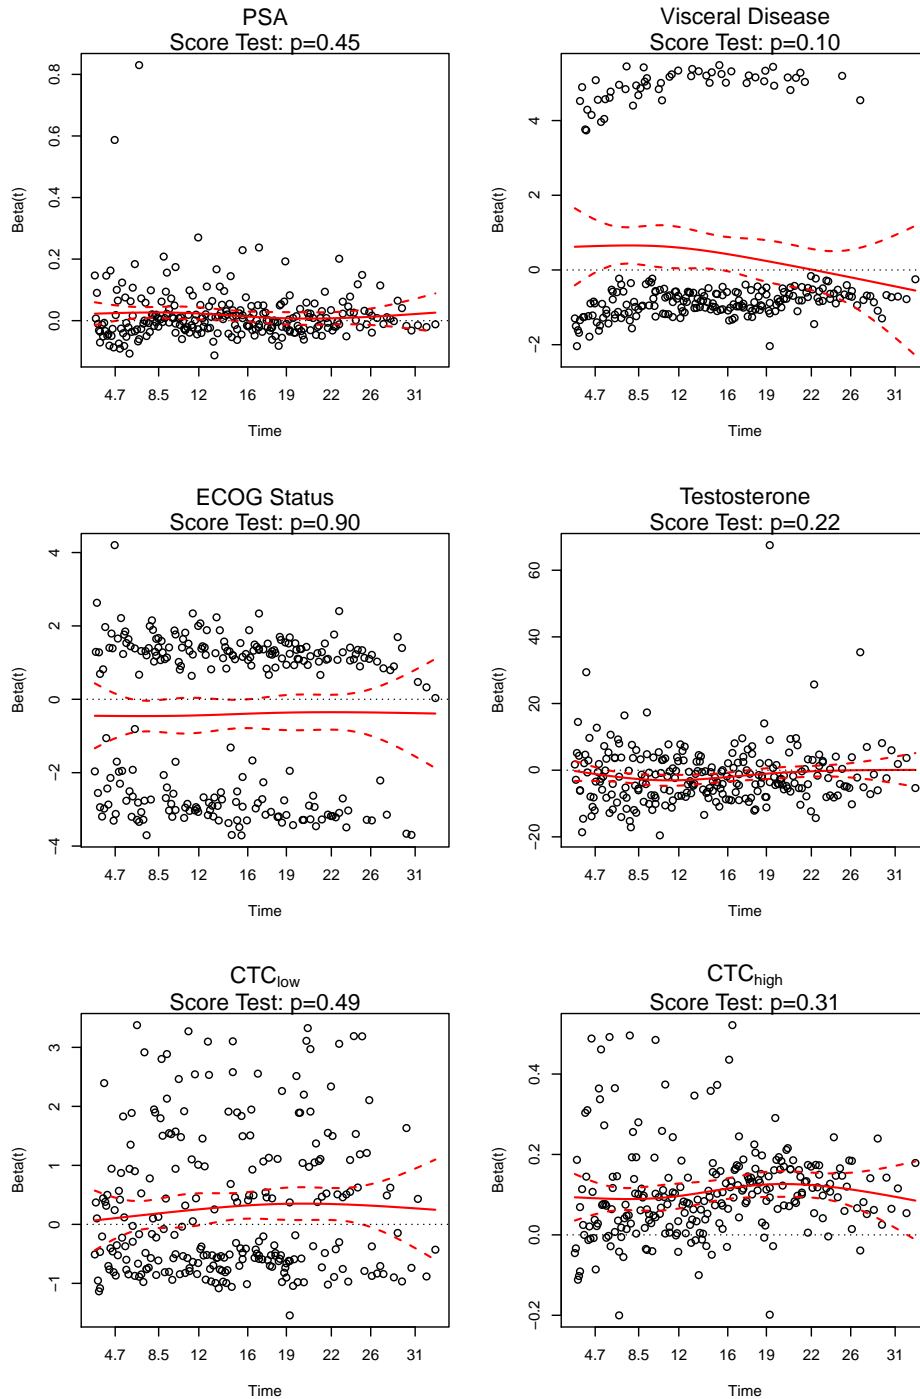 PSA
Score Test: p=0.45
Beta(t)
0.8
0.6
0.4
0.2
0.0
4.7 8.5 12 16 19 22 26 31
Time
Visceral Disease
Score Test: p=0.10
Beta(t)
4
2
0
−2
4.7 8.5 12 16 19 22 26 31
Time
ECOG Status
Score Test: p=0.90
Beta(t)
4
2
0
−2
−4
4.7 8.5 12 16 19 22 26 31
Time
Testosterone
Score Test: p=0.22
Beta(t)
60
40
20
0
−20
4.7 8.5 12 16 19 22 26 31
Time
CTClow
Score Test: p=0.49
Beta(t)
3
2
1
0
−1
4.7 8.5 12 16 19 22 26 31
Time
CTChigh
Score Test: p=0.31
Beta(t)
0.4
0.2
0.0
−0.2
4.7 8.5 12 16 19 22 26 31
Time